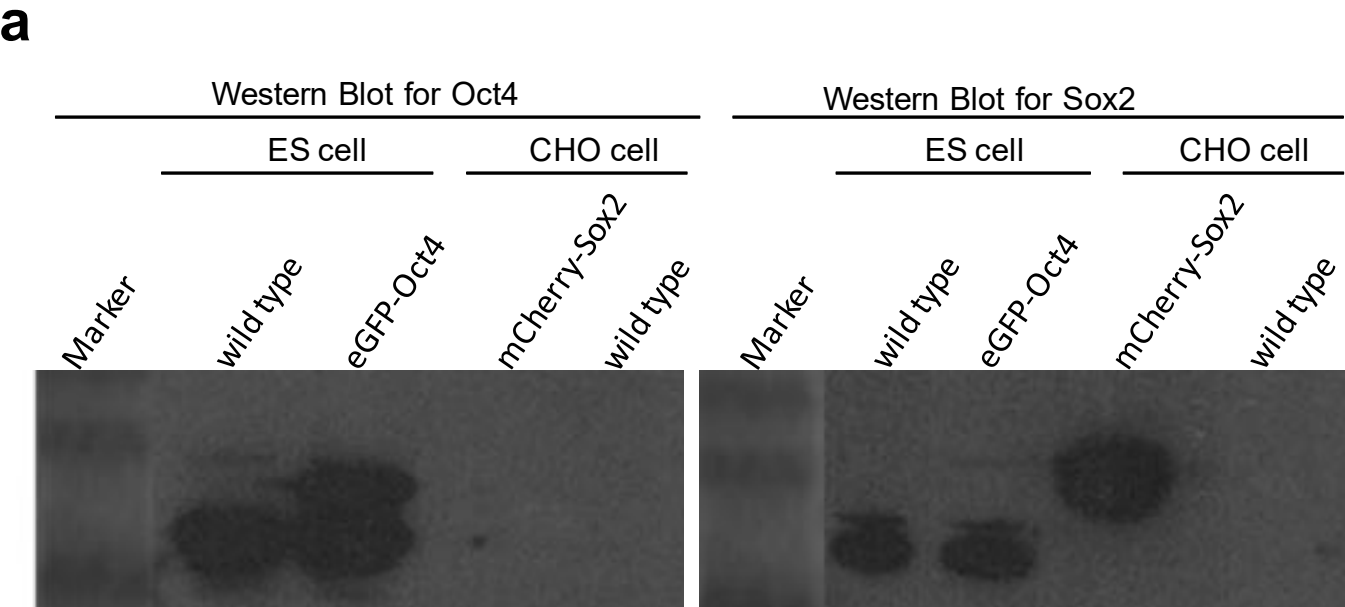 a
Western Blot for Oct4
Western Blot for Sox2
ES cell
CHO cell
ES cell
CHO cell
Marker
wild type
eGFP-Oct4
mCherry-Sox2
wild type
Marker
wild type
eGFP-Oct4
mCherry-Sox2
wild type